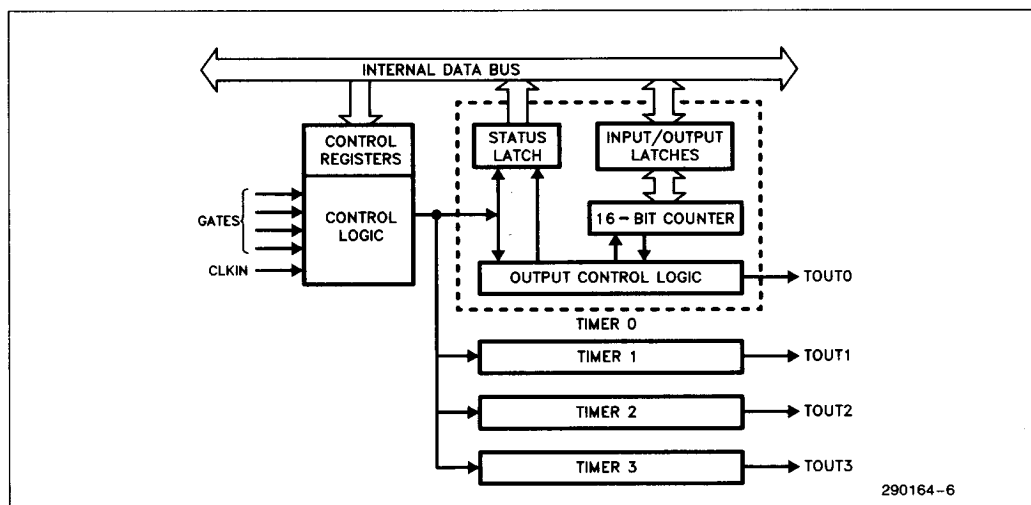 INTERNAL DATA BUS
CONTROL
REGISTERS
CONTROL
LOGIC
GATES
CLKIN
STATUS
LATCH
INPUT/OUTPUT
LATCHES
16-BIT COUNTER
OUTPUT CONTROL LOGIC
TOUT0
TIMER 0
TIMER 1
TOUT1
TIMER 2
TOUT2
TIMER 3
TOUT3
290164-6